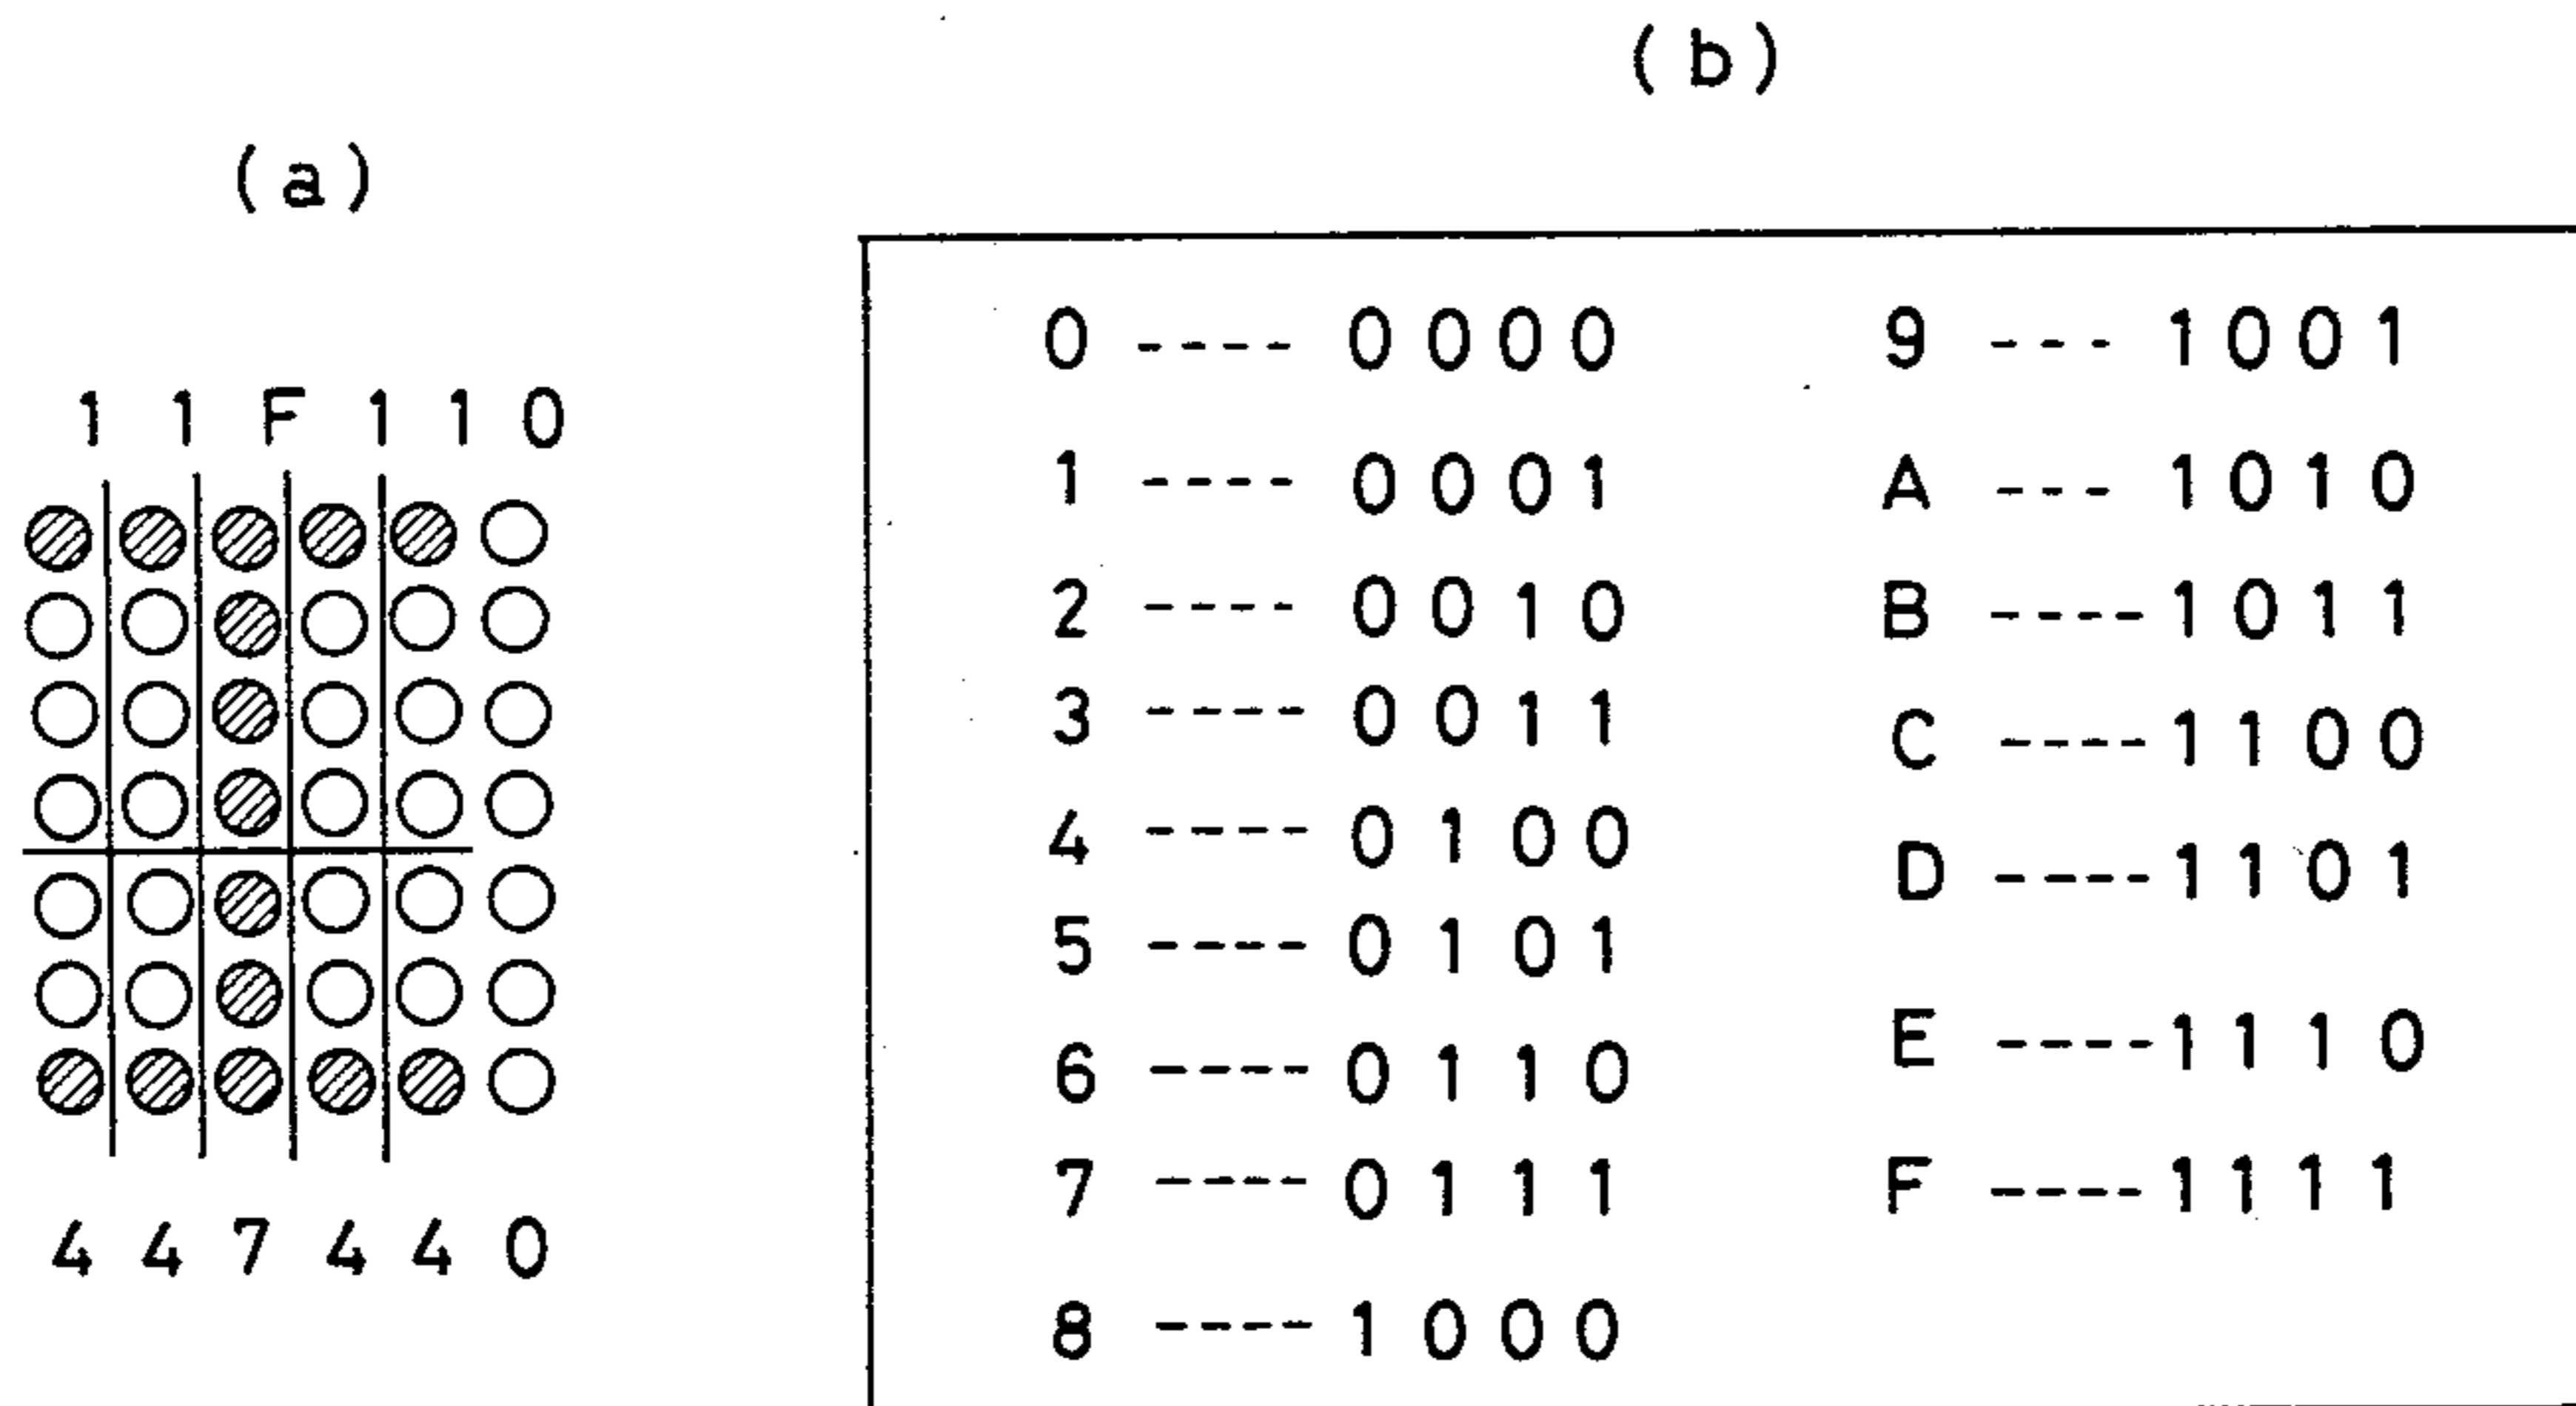 (b)
(a)
1 1 F 1 1 0
4 4 7 4 4 0
0 ---- 0 0 0 0
1 ---- 0 0 0 1
2 ---- 0 0 1 0
3 ---- 0 0 1 1
4 ---- 0 1 0 0
5 ---- 0 1 0 1
6 ---- 0 1 1 0
7 ---- 0 1 1 1
8 ---- 1 0 0 0
9 --- 1 0 0 1
A --- 1 0 1 0
B ---- 1 0 1 1
C ---- 1 1 0 0
D ---- 1 1 0 1
E ---- 1 1 1 0
F ---- 1 1 1 1